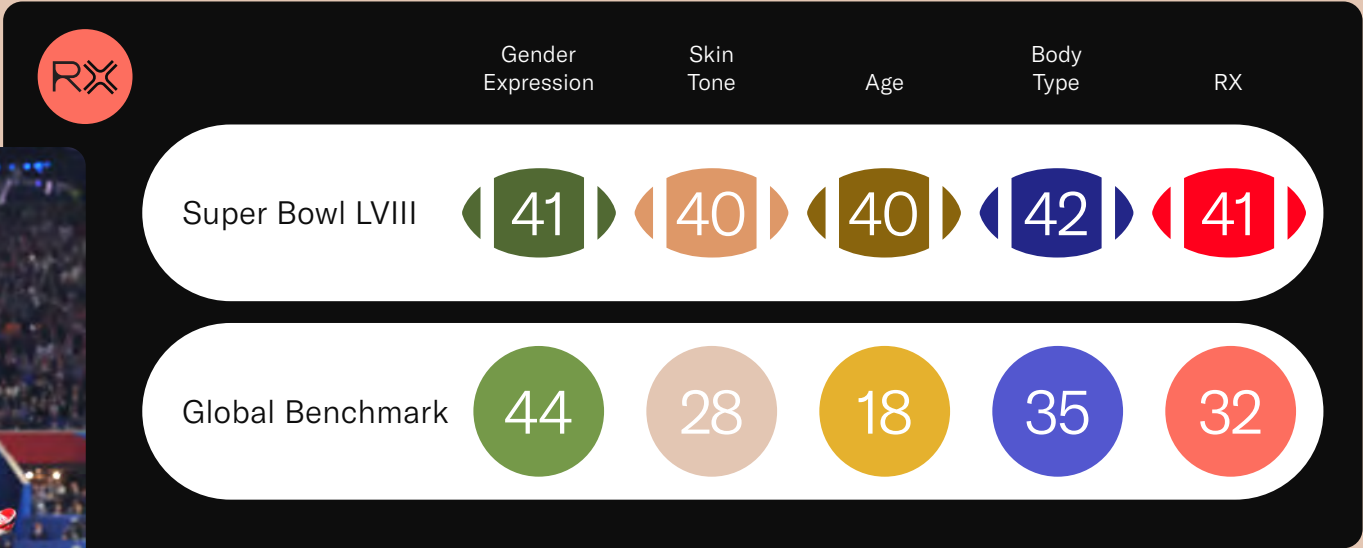 RX
Gender
Expression
Skin
Tone
Age
Body
Type
RX
Super Bowl LVIII
41
40
40
42
41
Global Benchmark
44
28
18
35
32